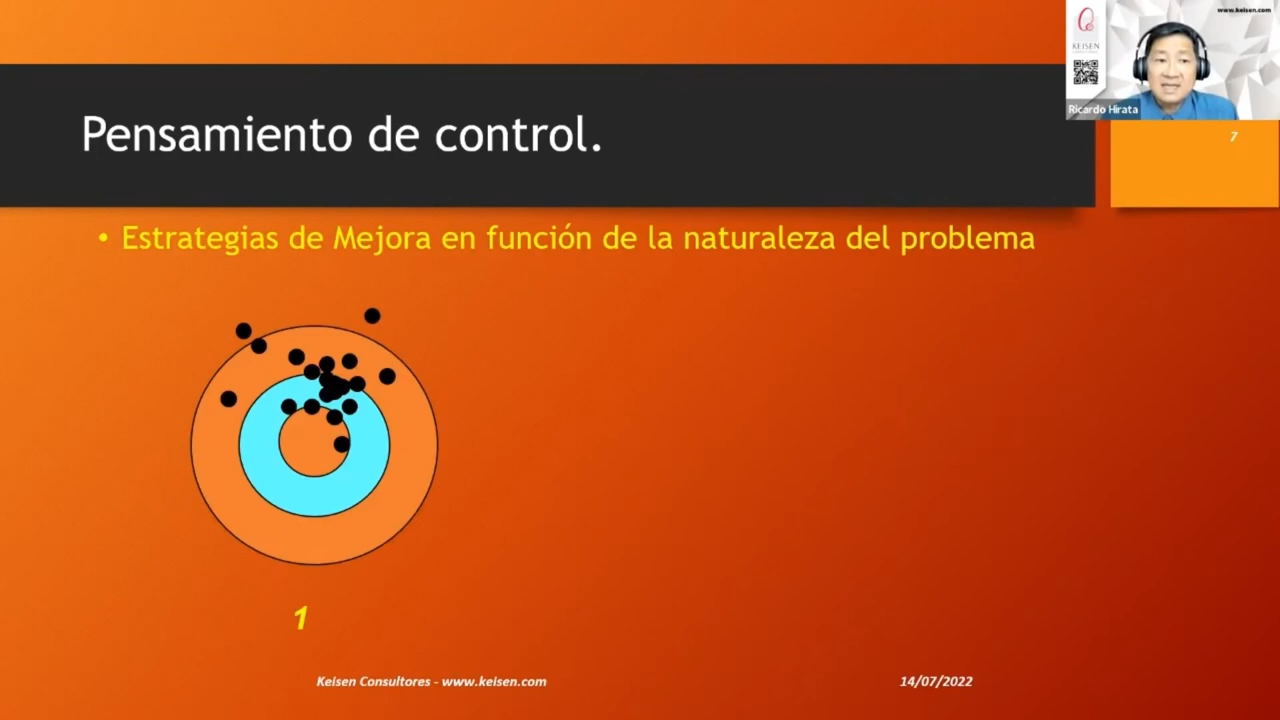 www.keisen.com
KEISEN
Ricardo Hirata
7
Pensamiento de control.
• Estrategias de Mejora en función de la naturaleza del problema
1
Keisen Consultores - www.keisen.com
14/07/2022